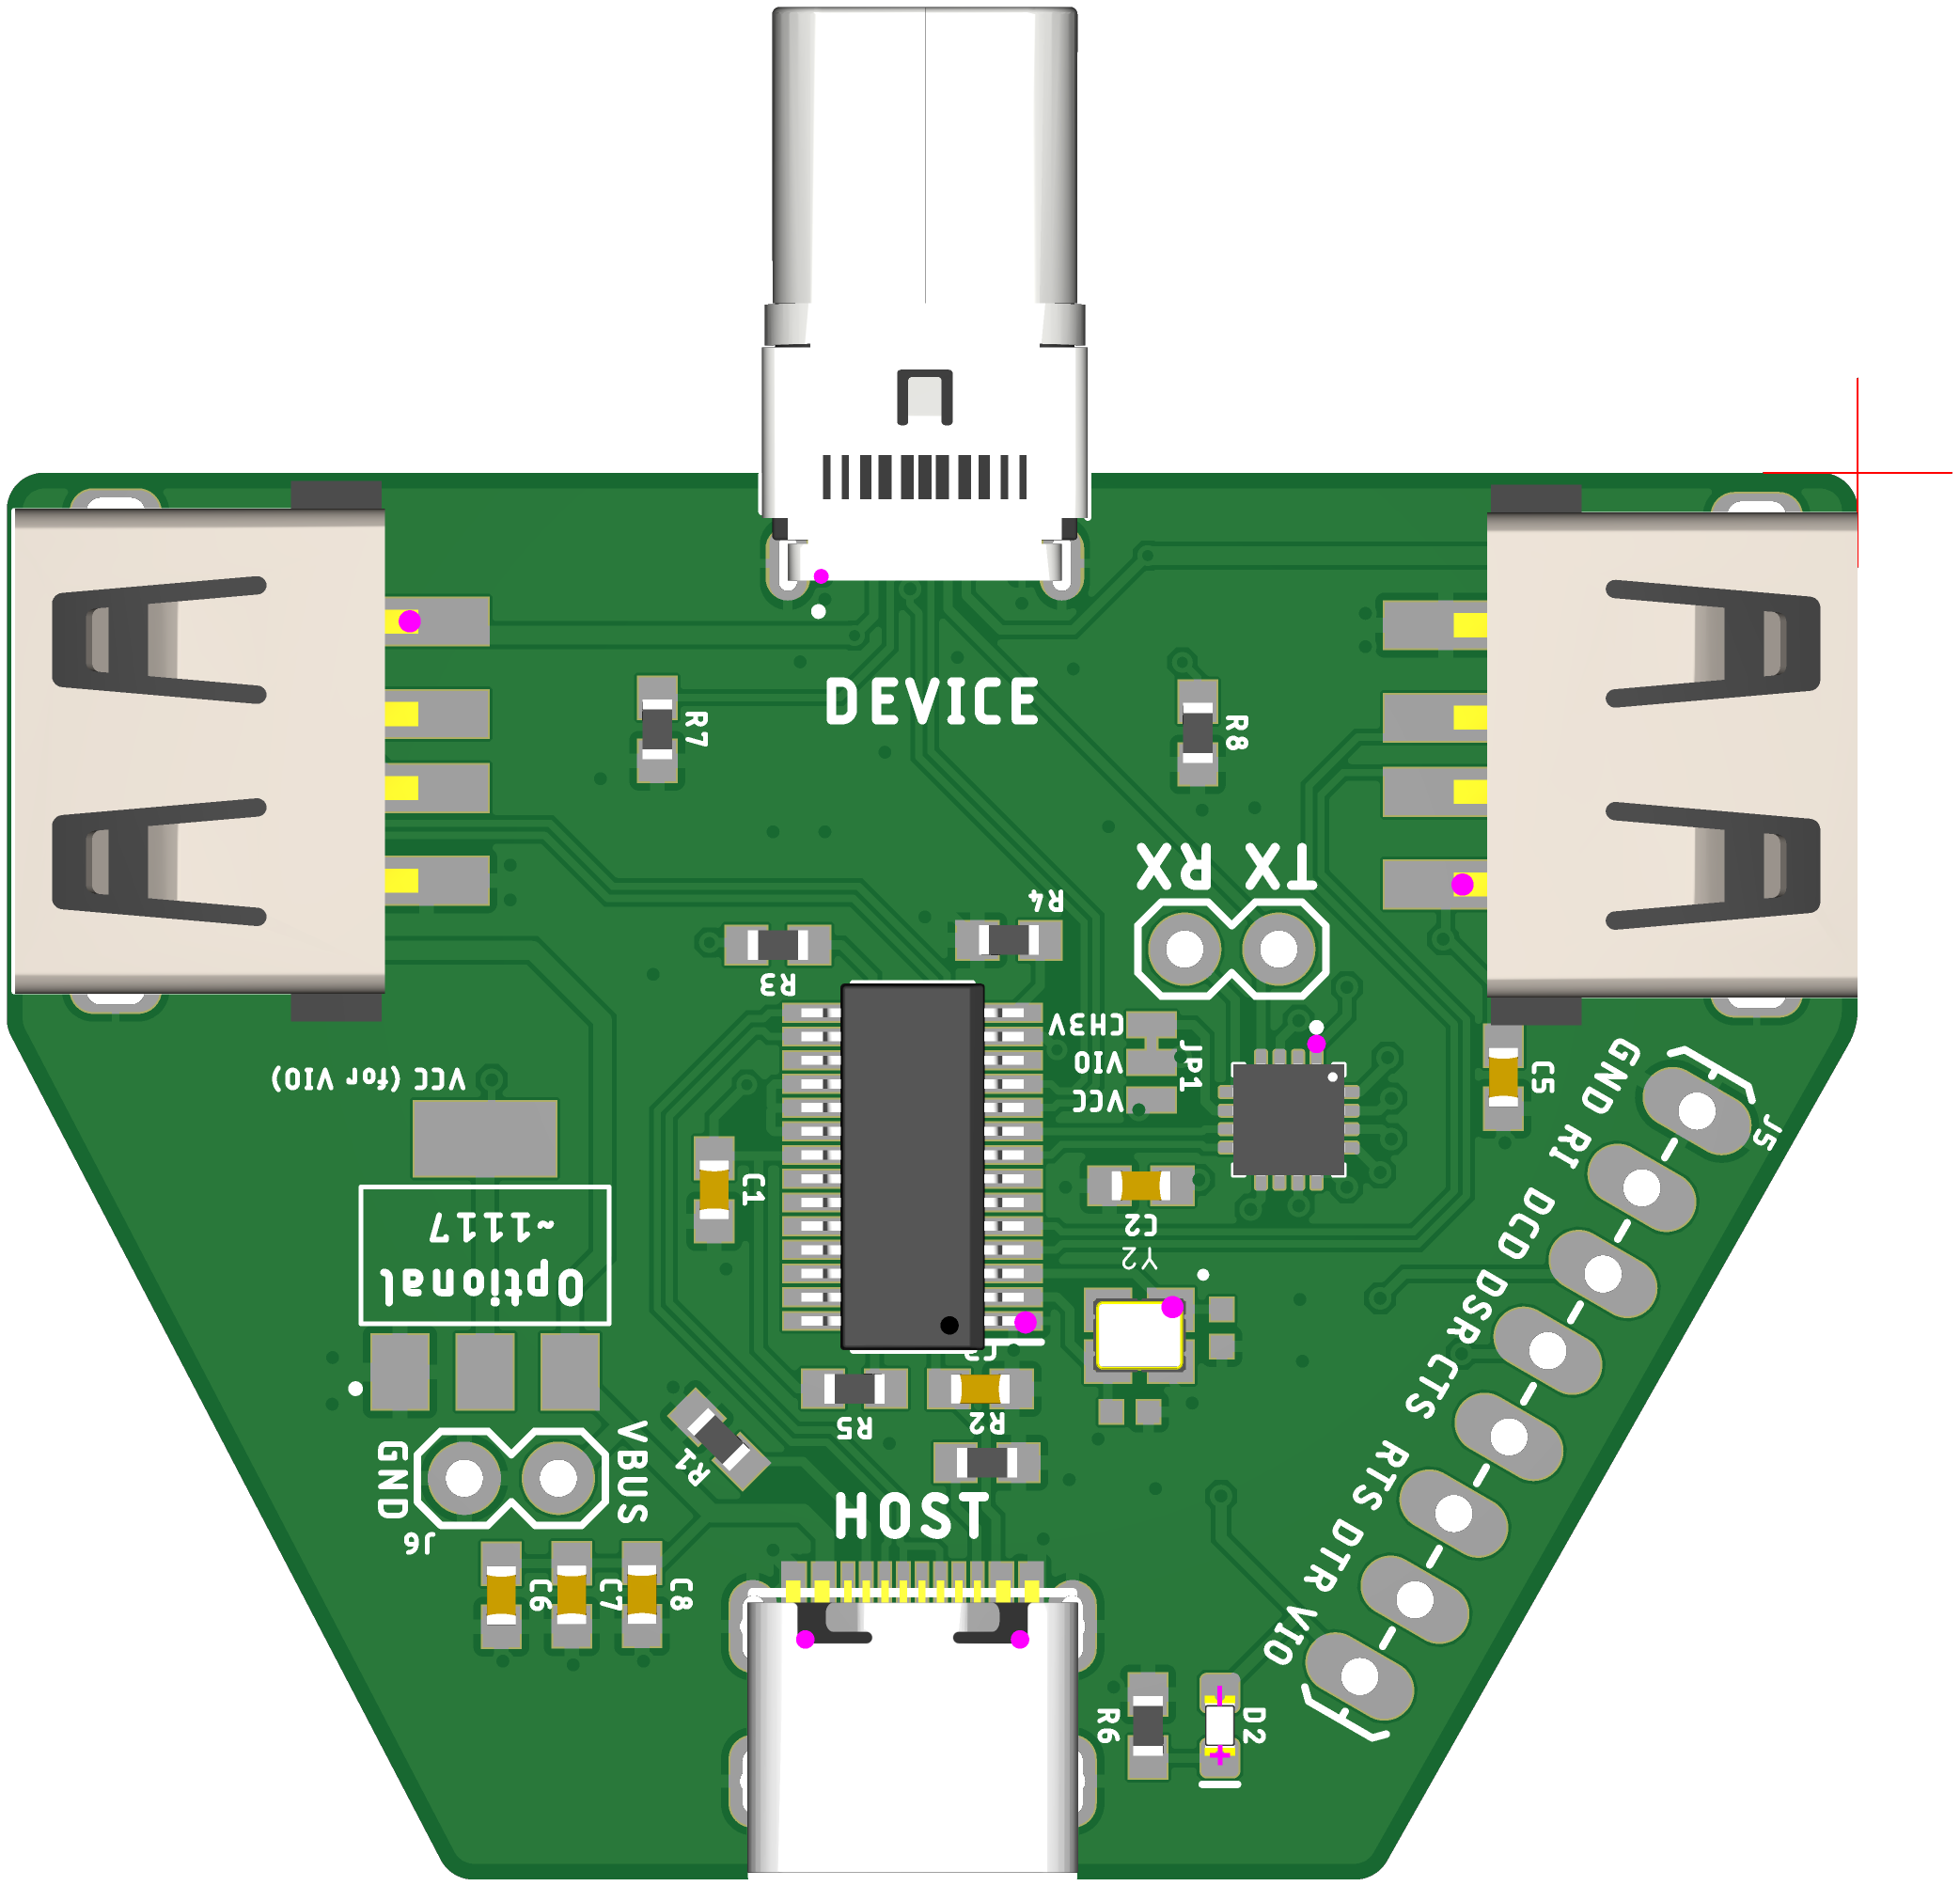 DEVICE
R7
R8
RX TX
R4
R3
CH3V
VIO
VCC
JP1
VCC (for VIO)
C5
GND RI DCD DSR CTS RTS DTR VIO
J5
C1
C2
Y2
Optional
~1117
R5
R2
R1
GND
VBUS
J6
HOST
C6
C7
C8
R6
D2